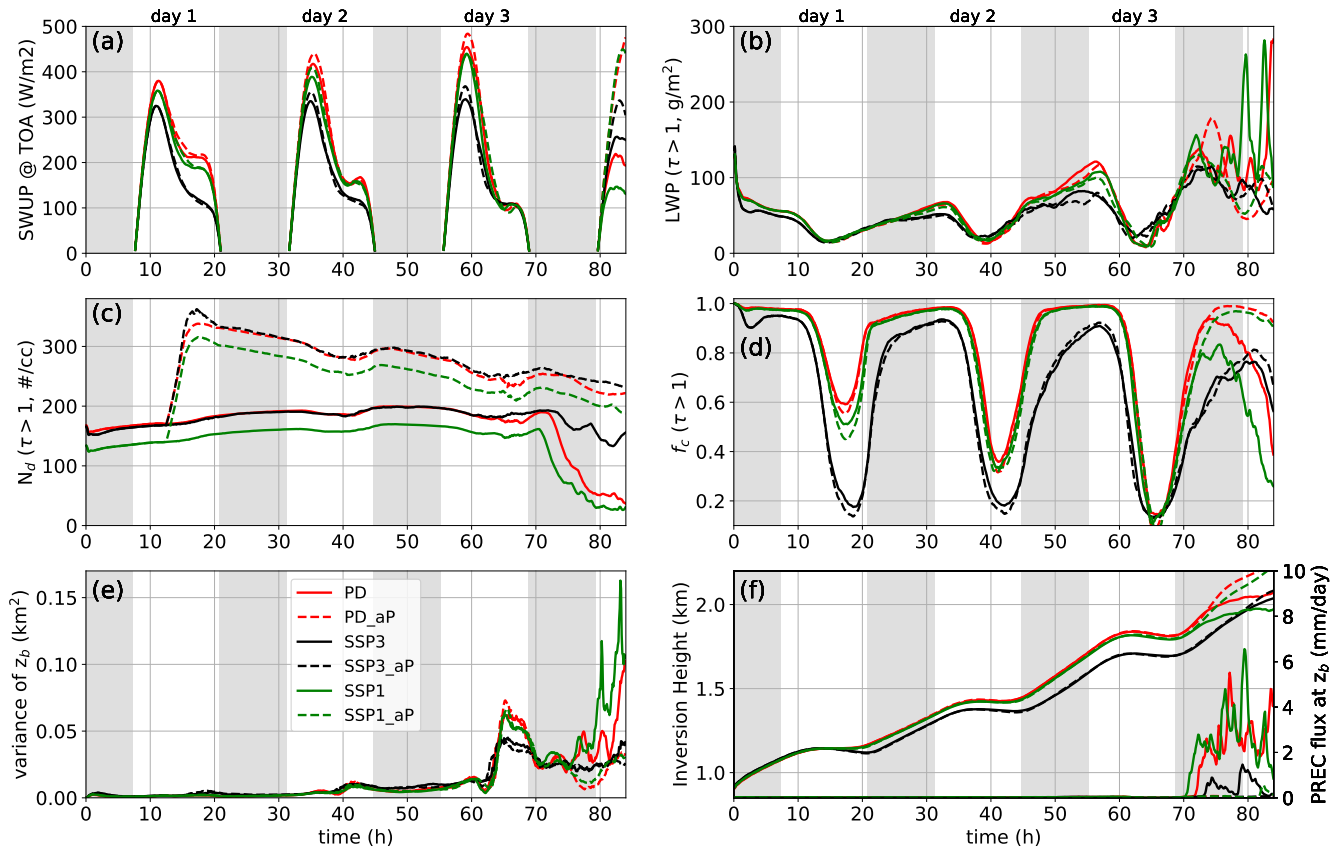 day 1 day 2 day 3
(a)
SWUP @ TOA (W/m2)
500
400
300
200
100
0
0 10 20 30 40 50 60 70 80
day 1 day 2 day 3
(b)
LWP (τ > 1, g/m²)
300
200
100
0
0 10 20 30 40 50 60 70 80
(c)
N_d (τ > 1, #/cc)
300
200
100
0
0 10 20 30 40 50 60 70 80
(d)
f_c (τ > 1)
1.0
0.8
0.6
0.4
0.2
0 10 20 30 40 50 60 70 80
(e)
variance of z_b (km²)
0.15
0.10
0.05
0.00
0 10 20 30 40 50 60 70 80
time (h)
PD
PD_aP
SSP3
SSP3_aP
SSP1
SSP1_aP
(f)
Inversion Height (km)
2.0
1.5
1.0
0 10 20 30 40 50 60 70 80
time (h)
10
8
6
4
2
0
PREC flux at z_b (mm/day)